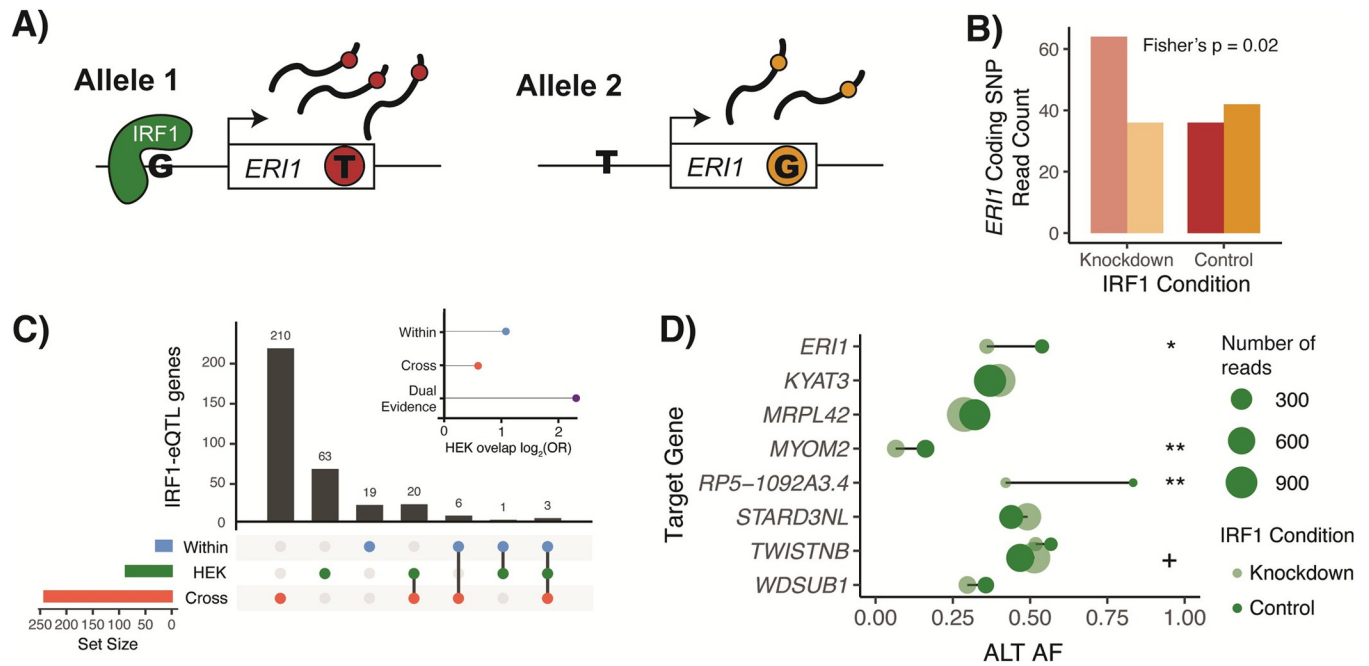 A)
Allele 1
IRF1
G
ERI1
T
Allele 2
T
ERI1
G
B)
ERI1 Coding SNP
Read Count
60
40
20
0
Fisher's p = 0.02
Knockdown
Control
IRF1 Condition
C)
IRF1-eQTL genes
200
150
100
50
0
210
63
19
20
6
1
3
Within
Cross
Dual
Evidence
0
1
2
HEK ovelap log2(OR)
Within
HEK
Cross
250 200 150 100 50 0
Set Size
D)
Target Gene
ERI1
KYAT3
MRPL42
MYOM2
RP5−1092A3.4
STARD3NL
TWISTNB
WDSUB1
*
**
**
+
0.00
0.25
0.50
0.75
1.00
ALT AF
Number of
reads
300
600
900
IRF1 Condition
Knockdown
Control